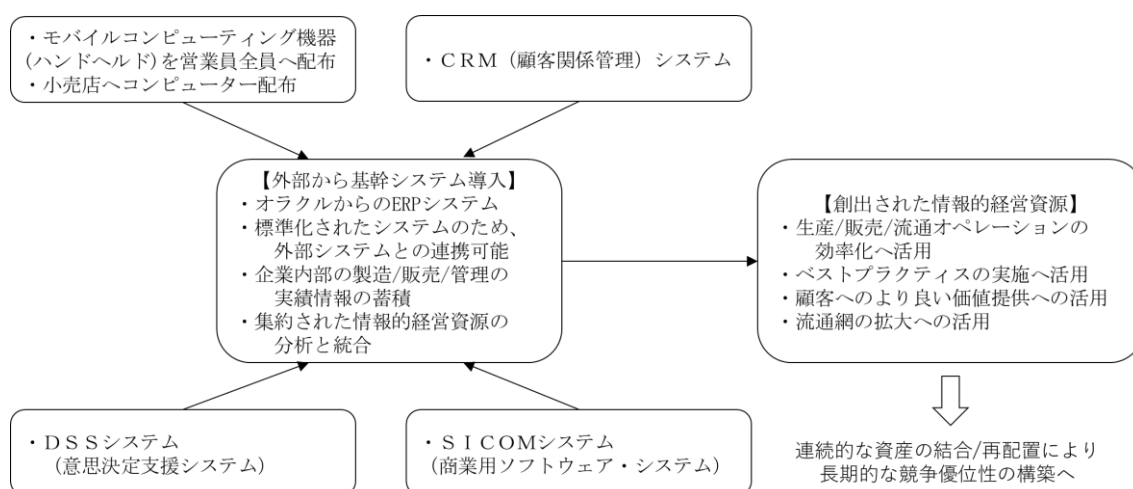 ・モバイルコンピューティング機器
(ハンドヘルド)を営業員全員へ配布
・小売店へコンピューター配布
・ＣＲＭ（顧客関係管理）システム
【外部から基幹システム導入】
・オラクルからのERPシステム
・標準化されたシステムのため、
外部システムとの連携可能
・企業内部の製造/販売/管理の
実績情報の蓄積
・集約された情報的経営資源の
分析と統合
【創出された情報的経営資源】
・生産/販売/流通オペレーションの
効率化へ活用
・ベストプラクティスの実施へ活用
・顧客へのより良い価値提供への活用
・流通網の拡大への活用
・ＤＳＳシステム
（意思決定支援システム）
・ＳＩＣＯＭシステム
（商業用ソフトウェア・システム）
連続的な資産の結合/再配置により
長期的な競争優位性の構築へ